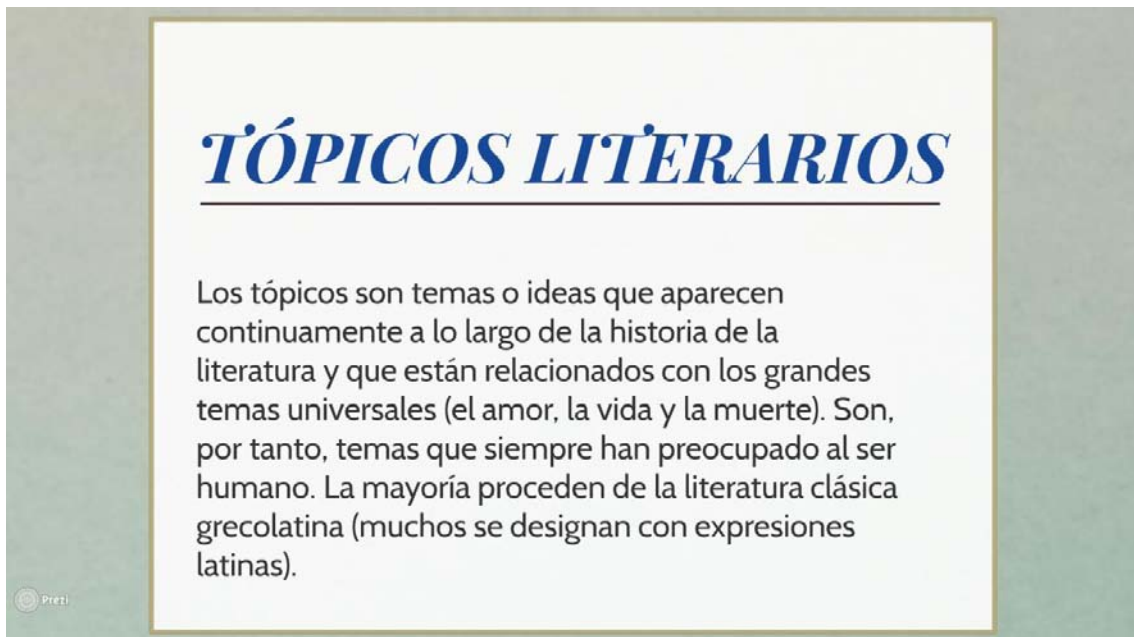 TÓPICOS LITERARIOS
Los tópicos son temas o ideas que aparecen
continuamente a lo largo de la historia de la
literatura y que están relacionados con los grandes
temas universales (el amor, la vida y la muerte). Son,
por tanto, temas que siempre han preocupado al ser
humano. La mayoría proceden de la literatura clásica
grecolatina (muchos se designan con expresiones
latinas).
Prezi